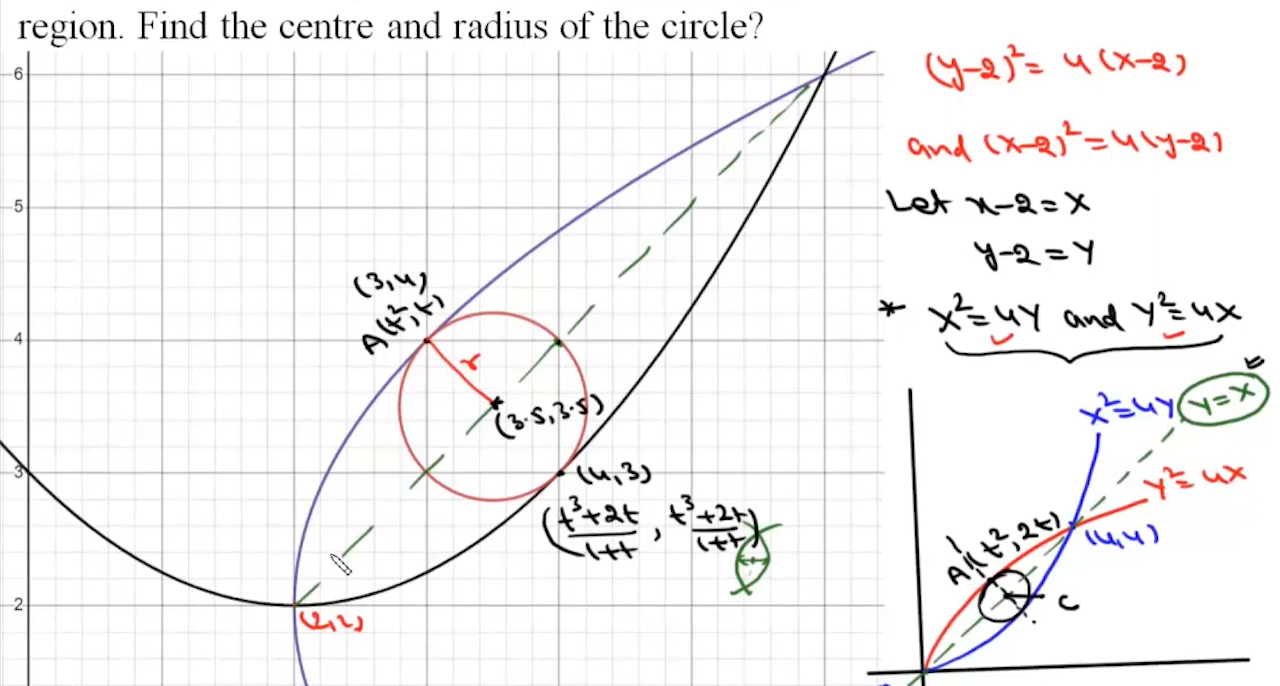 region. Find the centre and radius of the circle?
(y-2)²= 4(x-2)
and (x-2)²=4(y-2)
Let x-2=X
y-2=Y
* X²=4Y and Y²=4X
6
5
4
3
2
(3,4)
A(t²,t)
r
(3.5,3.5)
(4,3)
(t³+2t/1+t, t³+2t/1+t)
(2,2)
X²=4Y
Y=X
Y²=4X
A(t²,2t)
(4,4)
C